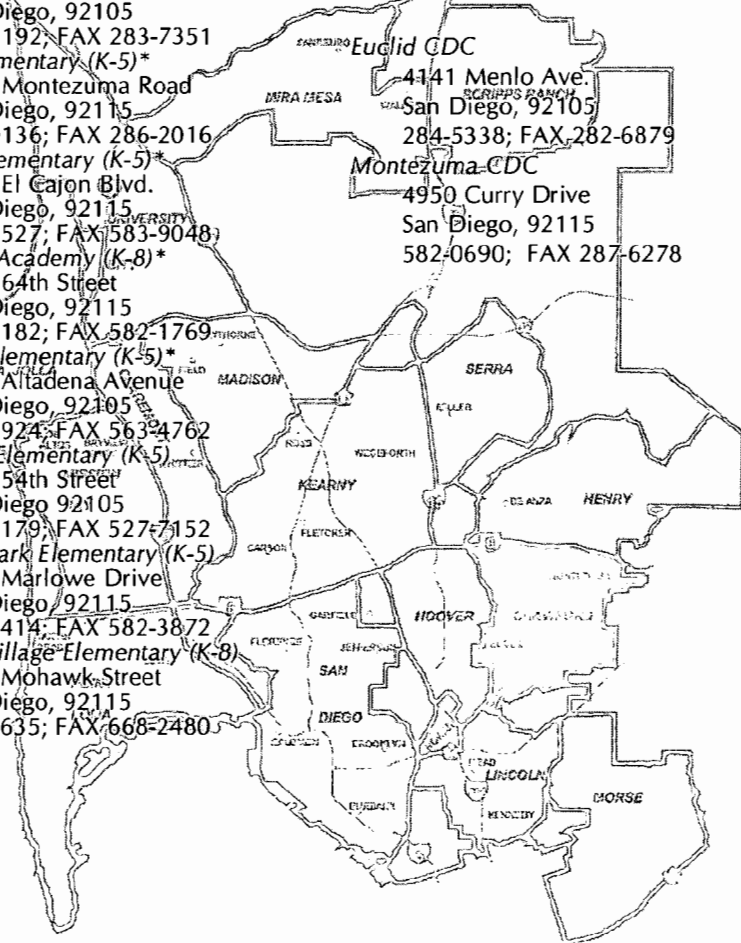 Diego, 92105
192; FAX 283-7351
mentary (K-5)*
Montezuma Road
Diego, 92115
136; FAX 286-2016
ementary (K-5)*
El Cajon Blvd.
Diego, 92115
527; FAX 583-9048
Academy (K-8)*
64th Street
Diego, 92115
182; FAX 582-1769
lementary (K-5)*
Altadena Avenue
Diego, 92105
924; FAX 563-4762
Elementary (K-5)
54th Street
Diego 92105
179; FAX 527-7152
ark Elementary (K-5)
Marlowe Drive
Diego, 92115
414; FAX 582-3872
illage Elementary (K-8)
Mohawk Street
Diego, 92115
635; FAX 668-2480
Euclid CDC
4141 Menlo Ave.
San Diego, 92105
284-5338; FAX 282-6879
Montezuma CDC
4950 Curry Drive
San Diego, 92115
582-0690; FAX 287-6278
MIRA MESA
SCRIPPS RANCH
UNIVERSITY
MADISON
SERRA
KEARNY
DE ANZA
HENRY
CARSON
FLETCHER
HOOVER
GARFIELD
JEFFERSON
SAN
DIEGO
BROOKLYN
LINCOLN
KENNEDY
MORSE